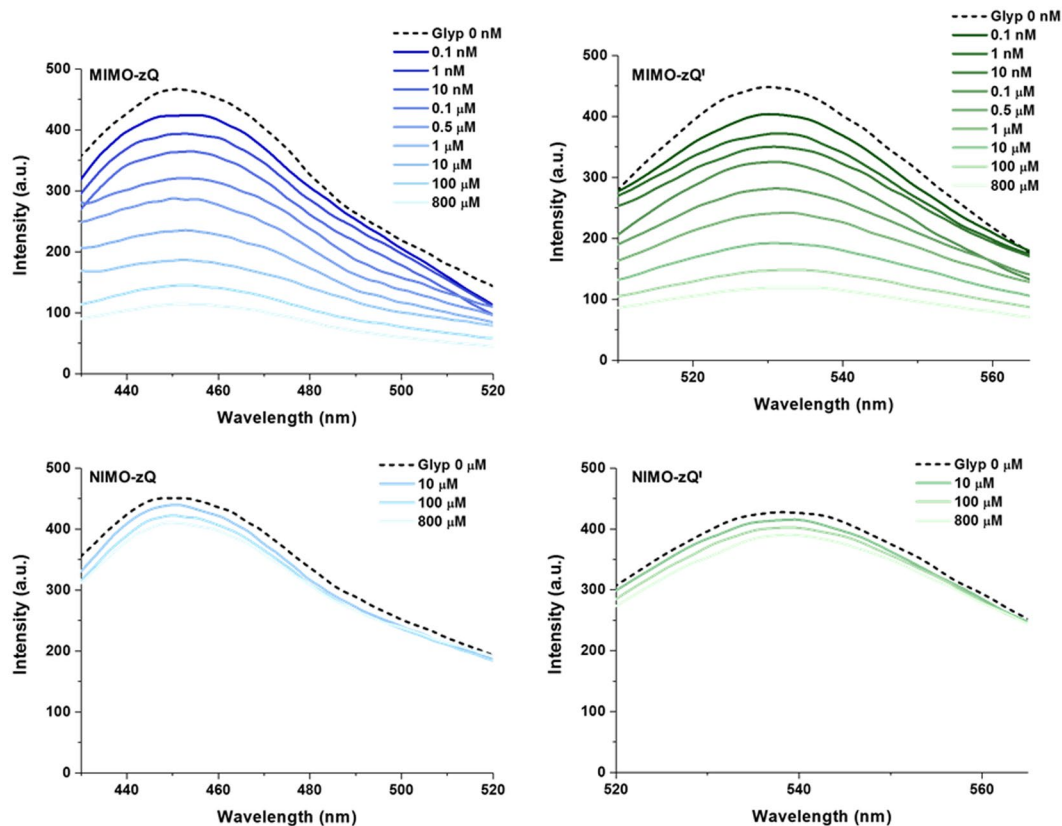 MIMO-zQ
Glyp 0 nM
0.1 nM
1 nM
10 nM
0.1 μM
0.5 μM
1 μM
10 μM
100 μM
800 μM
500
400
300
200
100
0
440
460
480
500
520
Intensity (a.u.)
Wavelength (nm)
MIMO-zQ'
Glyp 0 nM
0.1 nM
1 nM
10 nM
0.1 μM
0.5 μM
1 μM
10 μM
100 μM
800 μM
500
400
300
200
100
0
520
540
560
Intensity (a.u.)
Wavelength (nm)
NIMO-zQ
Glyp 0 μM
10 μM
100 μM
800 μM
500
400
300
200
100
0
440
460
480
500
520
Intensity (a.u.)
Wavelength (nm)
NIMO-zQ'
Glyp 0 μM
10 μM
100 μM
800 μM
500
400
300
200
100
0
520
540
560
Intensity (a.u.)
Wavelength (nm)